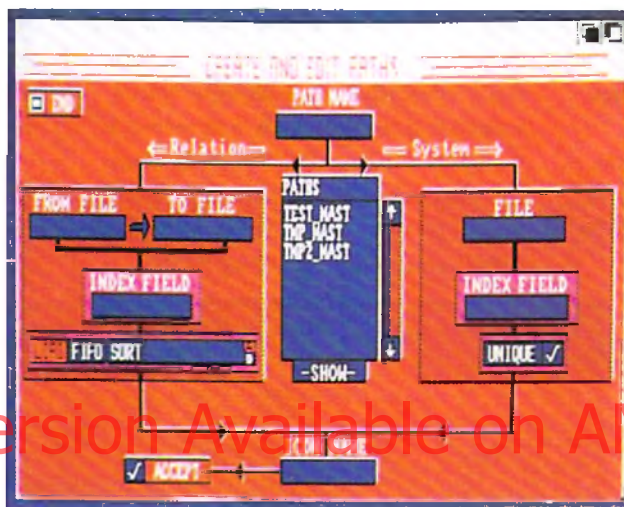 CREATE AND EDIT PATHS
END
PATH NAME
⇐Relation⇒
⇐System⇒
FROM FILE
TO FILE
PATHS
TEST_MAST
TMP_MAST
TMP2_MAST
FILE
INDEX FIELD
INDEX FIELD
FIFO SORT
UNIQUE ✓
-SHOW-
ersion Available on AM
✓ ACCEPT